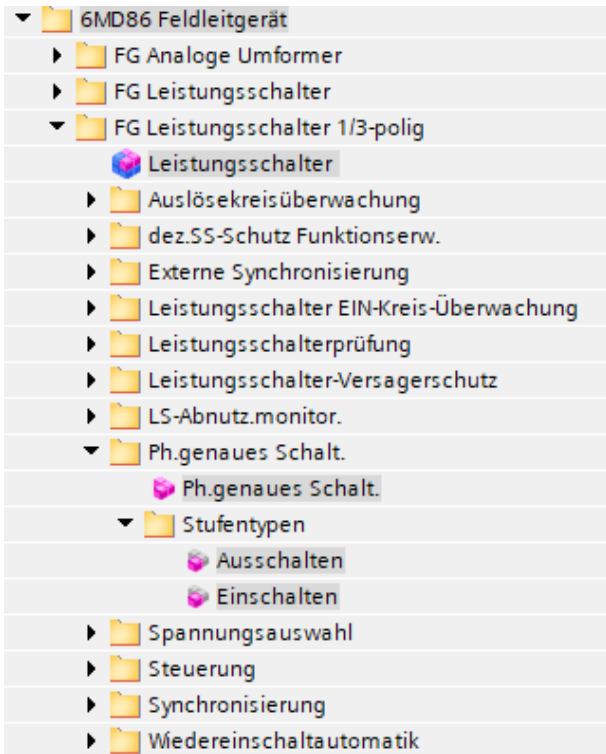 6MD86 Feldleitgerät
FG Analoge Umformer
FG Leistungsschalter
FG Leistungsschalter 1/3-polig
Leistungsschalter
Auslösekreisüberwachung
dez.SS-Schutz Funktionserw.
Externe Synchronisierung
Leistungsschalter EIN-Kreis-Überwachung
Leistungsschalterprüfung
Leistungsschalter-Versagerschutz
LS-Abnutz.monitor.
Ph.genaues Schalt.
Ph.genaues Schalt.
Stufentypen
Ausschalten
Einschalten
Spannungsauswahl
Steuerung
Synchronisierung
Wiedereinschaltautomatik